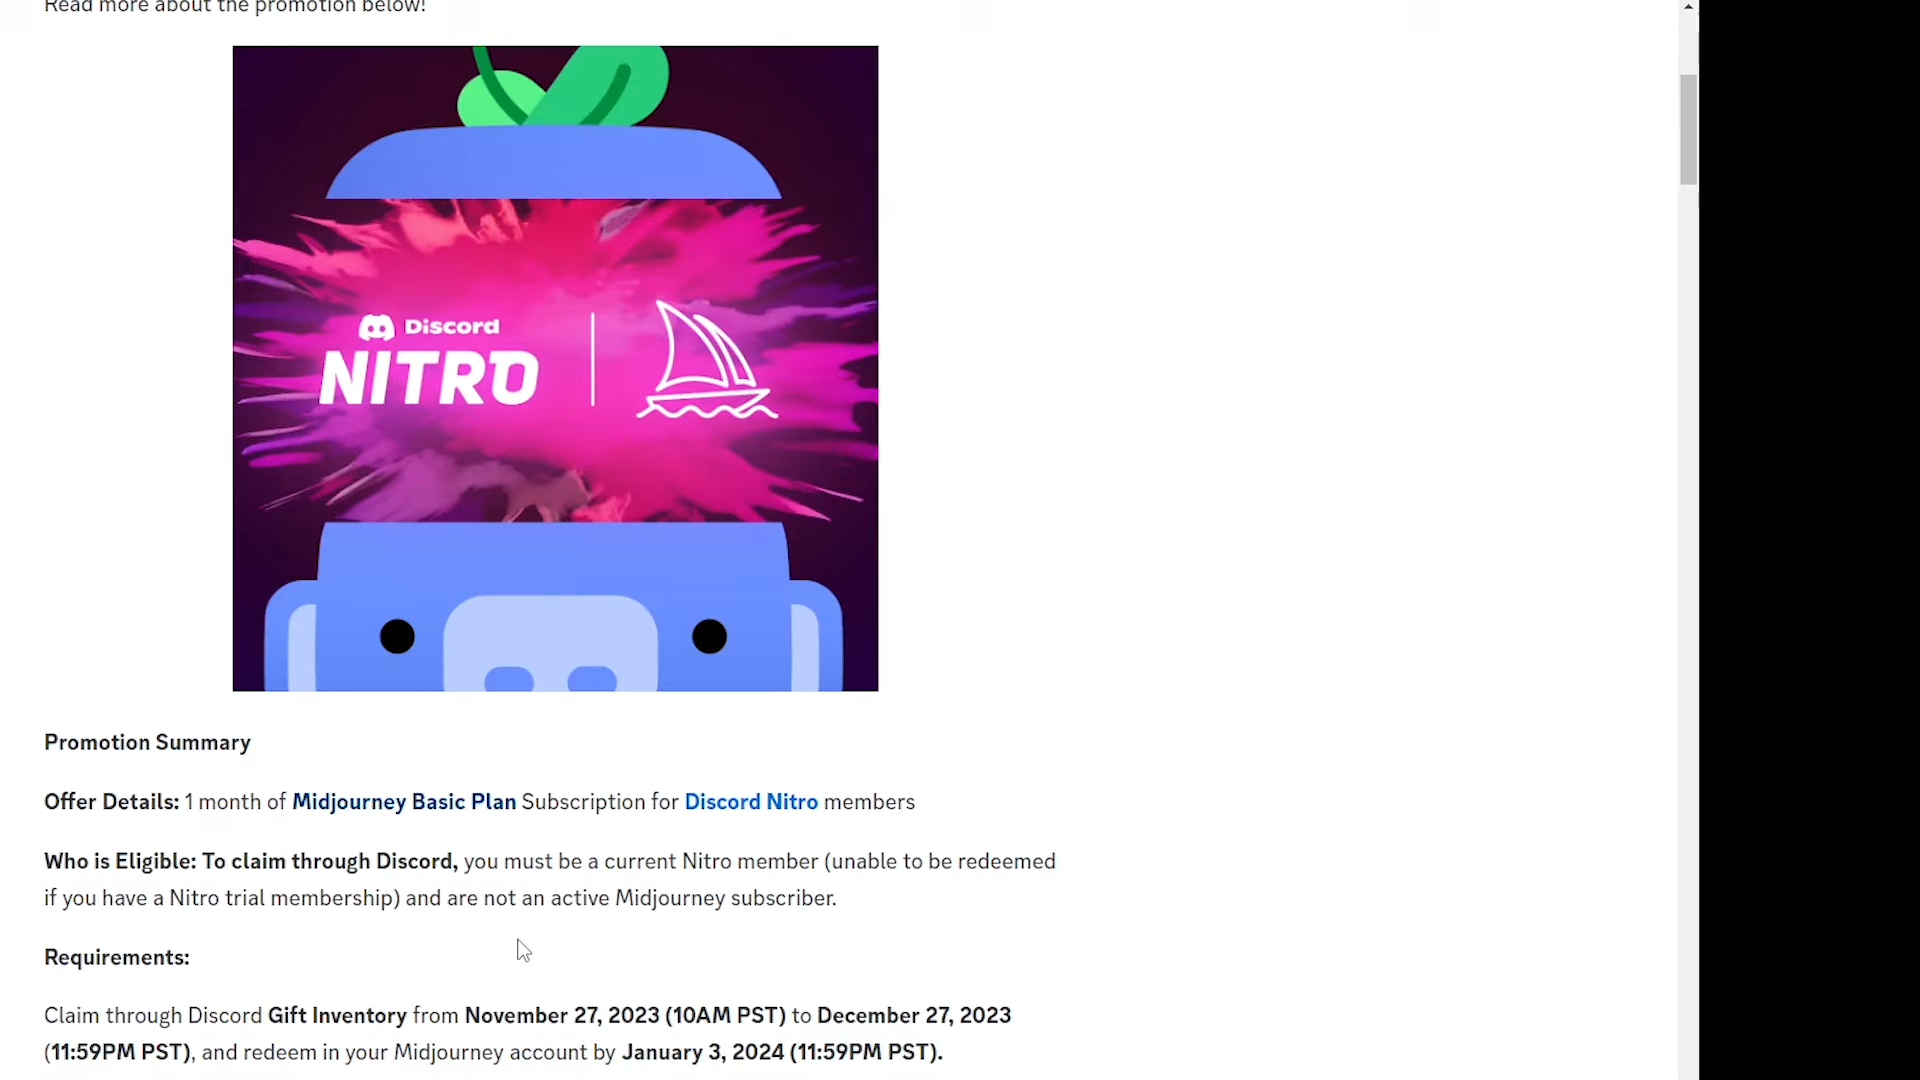 Read more about the promotion below!
Discord
NITRO
Promotion Summary
Offer Details: 1 month of Midjourney Basic Plan Subscription for Discord Nitro members
Who is Eligible: To claim through Discord, you must be a current Nitro member (unable to be redeemed
if you have a Nitro trial membership) and are not an active Midjourney subscriber.
Requirements:
Claim through Discord Gift Inventory from November 27, 2023 (10AM PST) to December 27, 2023
(11:59PM PST), and redeem in your Midjourney account by January 3, 2024 (11:59PM PST).